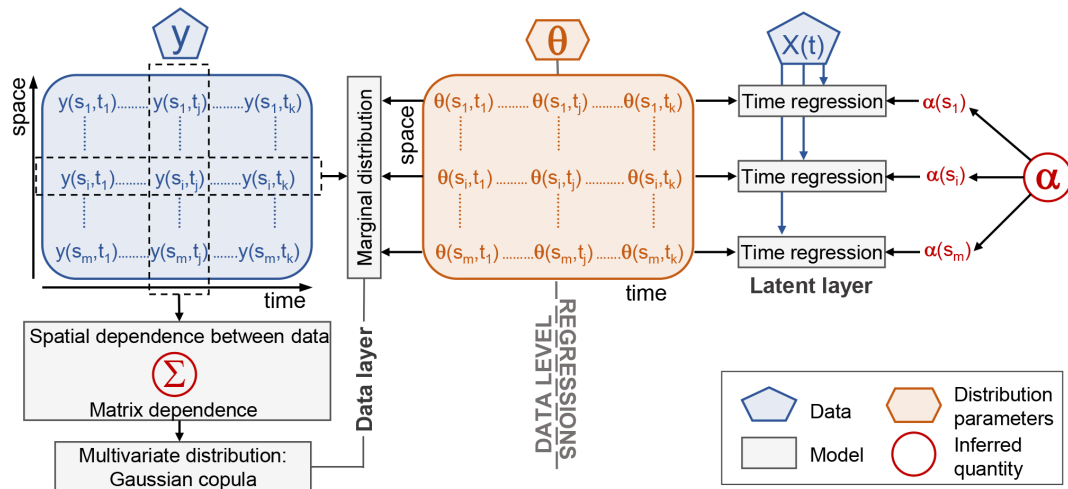 y
θ
X(t)
space
y(s1,t1)........y(s1,tj) .......y(s1,tk)
y(si,t1)........y(si,tj).......y(si,tk)
y(sm,t1).......y(sm,tj) ......y(sm,tk)
time
Marginal distribution
space
θ(s1,t1) ........θ(s1,tj) ....... θ(s1,tk)
θ(si,t1) ........θ(si,tj) ....... θ(si,tk)
θ(sm,t1) .......θ(sm,tj) ......θ(sm,tk)
time
Time regression
α(s1)
Time regression
α(si)
α
Time regression
α(sm)
Latent layer
Spatial dependence between data
Σ
Matrix dependence
Multivariate distribution:
Gaussian copula
Data layer
DATA LEVEL
REGRESSIONS
Data
Distribution
parameters
Model
Inferred
quantity